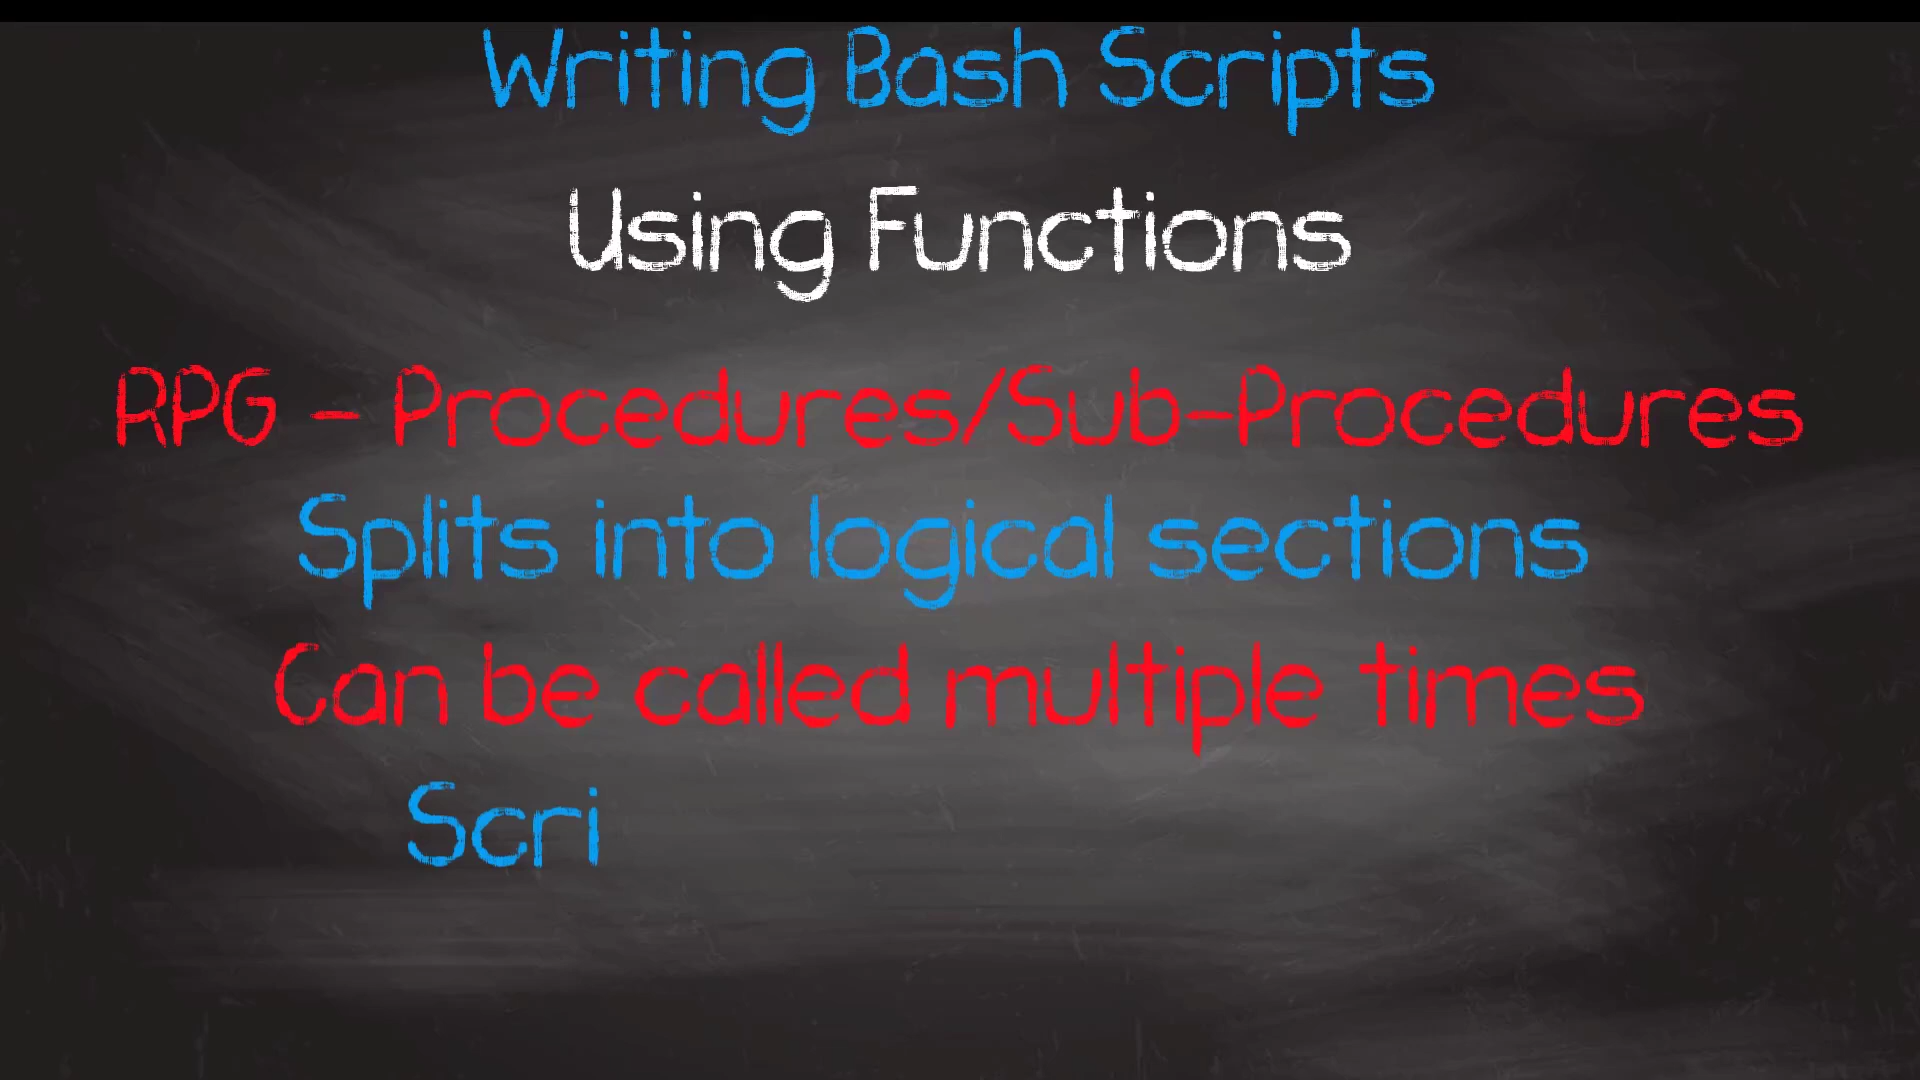 Writing Bash Scripts
Using Functions
RPG - Procedures/Sub-Procedures
Splits into logical sections
Can be called multiple times
Scri